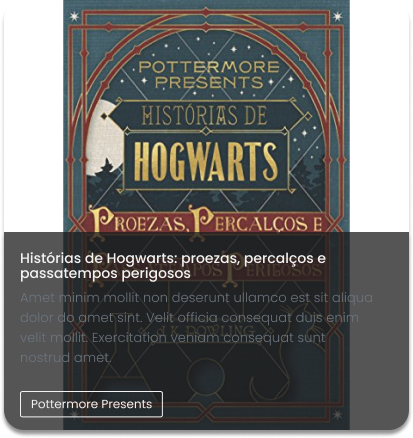 POTTERMORE
PRESENTS
HISTÓRIAS DE
HOGWARTS
PROEZAS, PERCALÇOS E
Histórias de Hogwarts: proezas, percalços e
passatempos perigosos
PERIGOSOS
Amet minim mollit non deserunt ullamco est sit aliqua
dolor do amet sint. Velit officia consequat duis enim
velit mollit. Exercitation veniam consequat sunt
nostrud amet.
J.K. ROWLING
Pottermore Presents